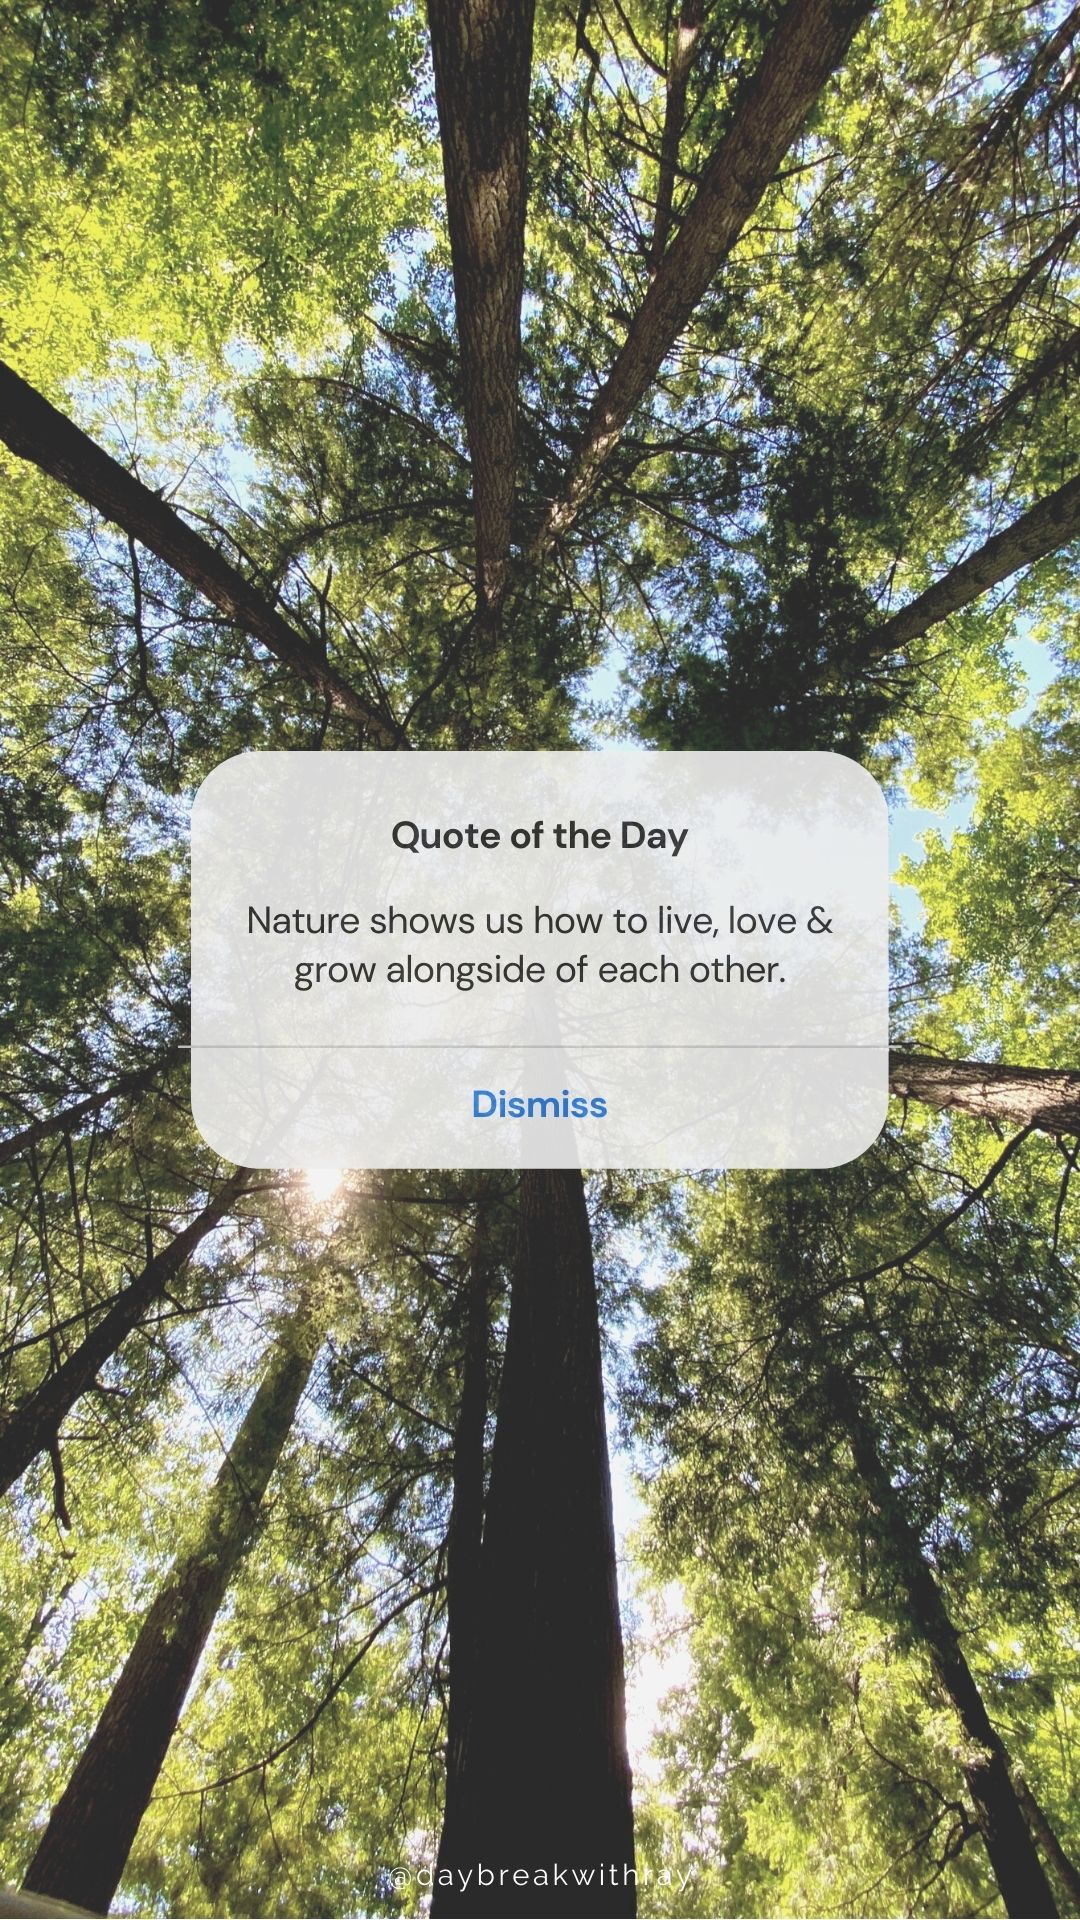 Quote of the Day
Nature shows us how to live, love &
grow alongside of each other.
Dismiss
@daybreakwithray